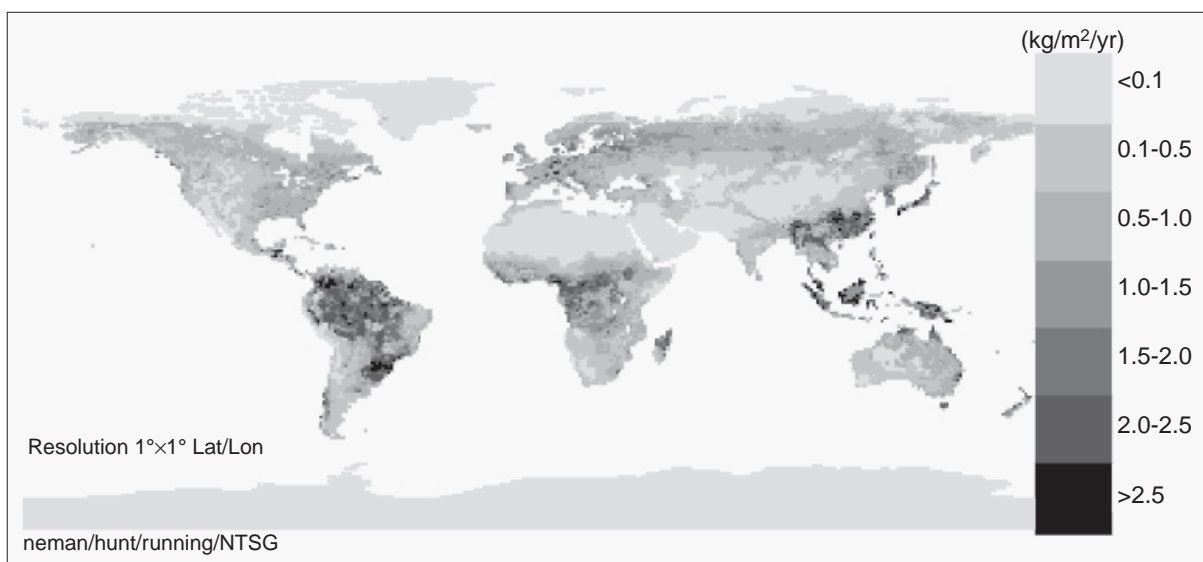 (kg/m²/yr)
<0.1
0.1-0.5
0.5-1.0
1.0-1.5
1.5-2.0
2.0-2.5
>2.5
Resolution 1°×1° Lat/Lon
neman/hunt/running/NTSG